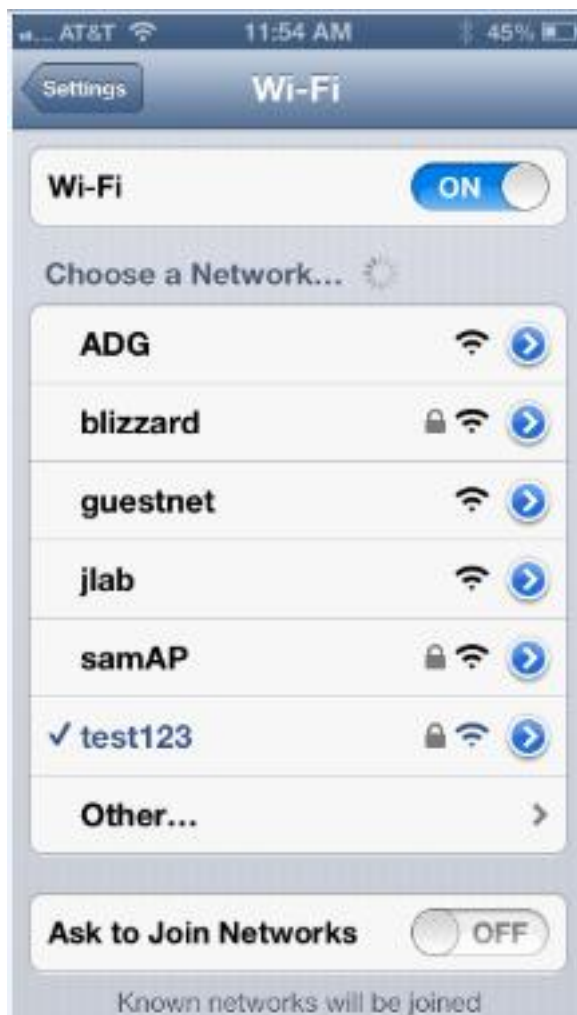 AT&T 11:54 AM 45%
Settings Wi-Fi
Wi-Fi ON
Choose a Network...
ADG
blizzard
guestnet
jlab
samAP
test123
Other...
Ask to Join Networks OFF
Known networks will be joined